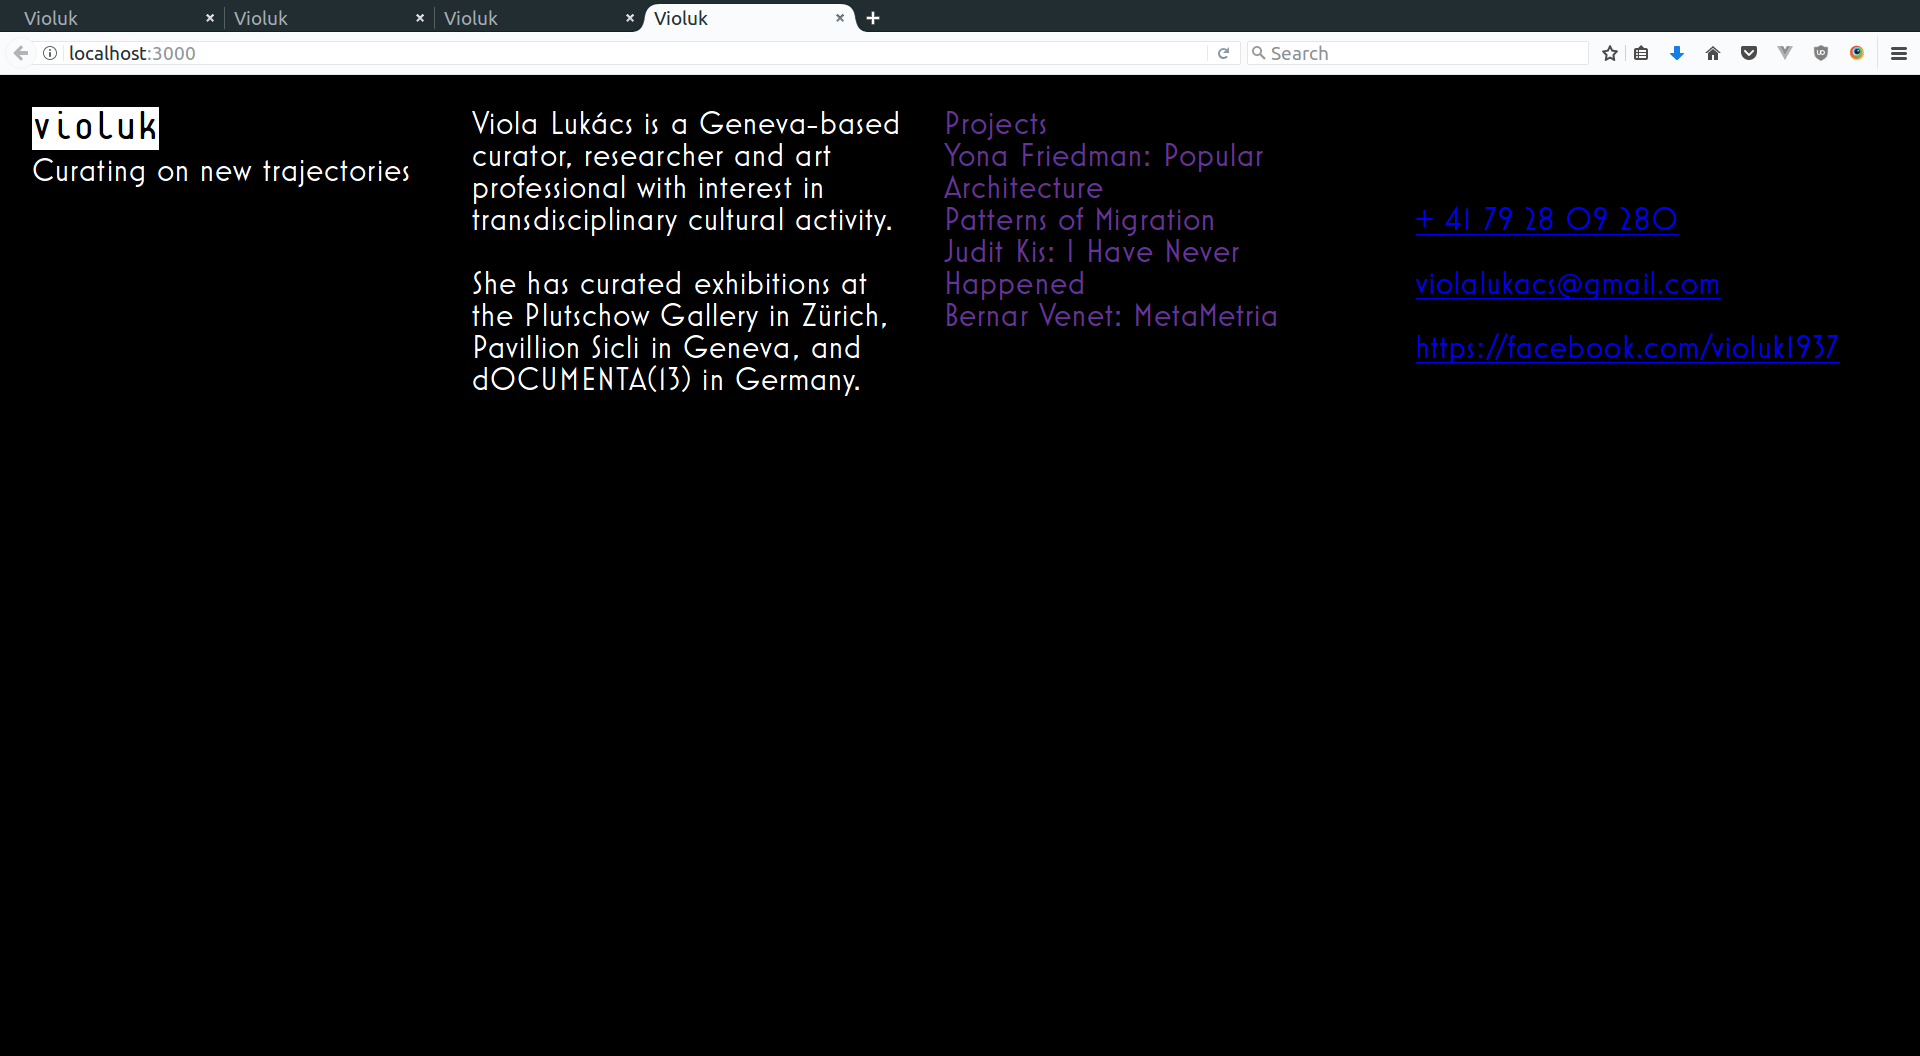 Violuk
Violuk
Violuk
Violuk
localhost:3000
Search
violuk
Curating on new trajectories
Viola Lukács is a Geneva-based
curator, researcher and art
professional with interest in
transdisciplinary cultural activity.
She has curated exhibitions at
the Plutschow Gallery in Zürich,
Pavillion Sicli in Geneva, and
dOCUMENTA(13) in Germany.
Projects
Yona Friedman: Popular
Architecture
Patterns of Migration
Judit Kis: I Have Never
Happened
Bernar Venet: MetaMetria
+ 41 79 28 09 280
violalukacs@gmail.com
https://facebook.com/violuk1937